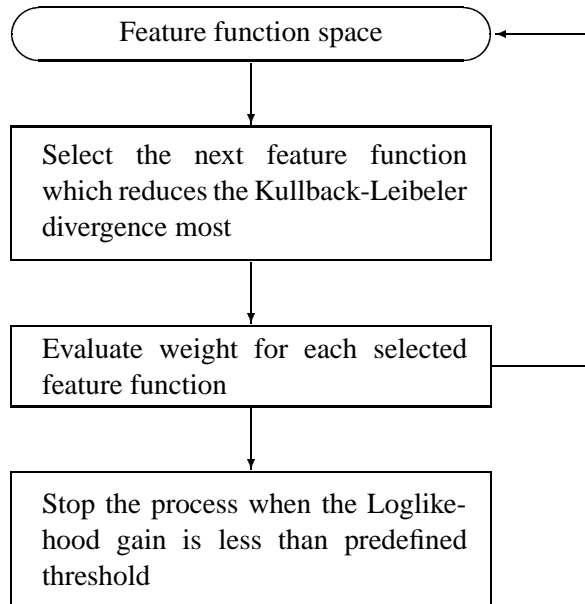 Feature function space
Select the next feature function
which reduces the Kullback-Leibeler
divergence most
Evaluate weight for each selected
feature function
Stop the process when the Loglike-
hood gain is less than predefined
threshold